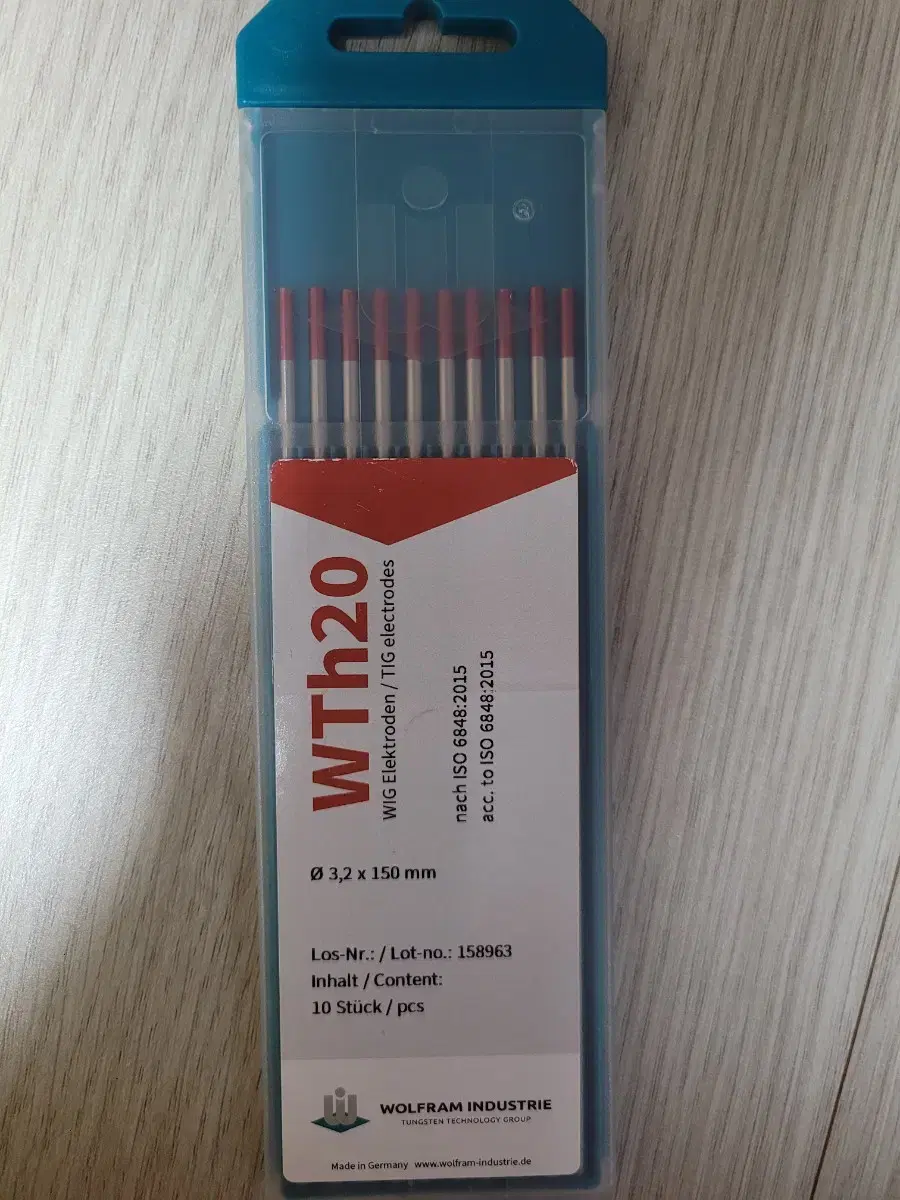 WTh20
WIG Elektroden / TIG electrodes
nach ISO 6848:2015
acc. to ISO 6848:2015
Ø 3,2 x 150 mm
Los-Nr.: / Lot-no.: 158963
Inhalt / Content:
10 Stück / pcs
WOLFRAM INDUSTRIE
TUNGSTEN TECHNOLOGY GROUP
Made in Germany www.wolfram-industrie.de